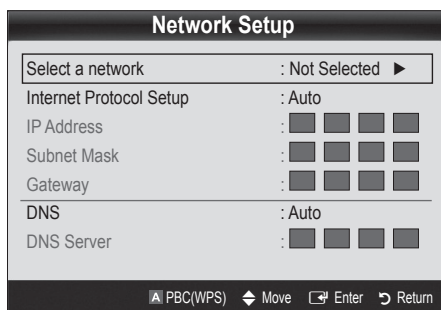 Network Setup
Select a network : Not Selected ►
Internet Protocol Setup : Auto
IP Address :
Subnet Mask :
Gateway :
DNS : Auto
DNS Server :
A PBC(WPS) Move Enter Return